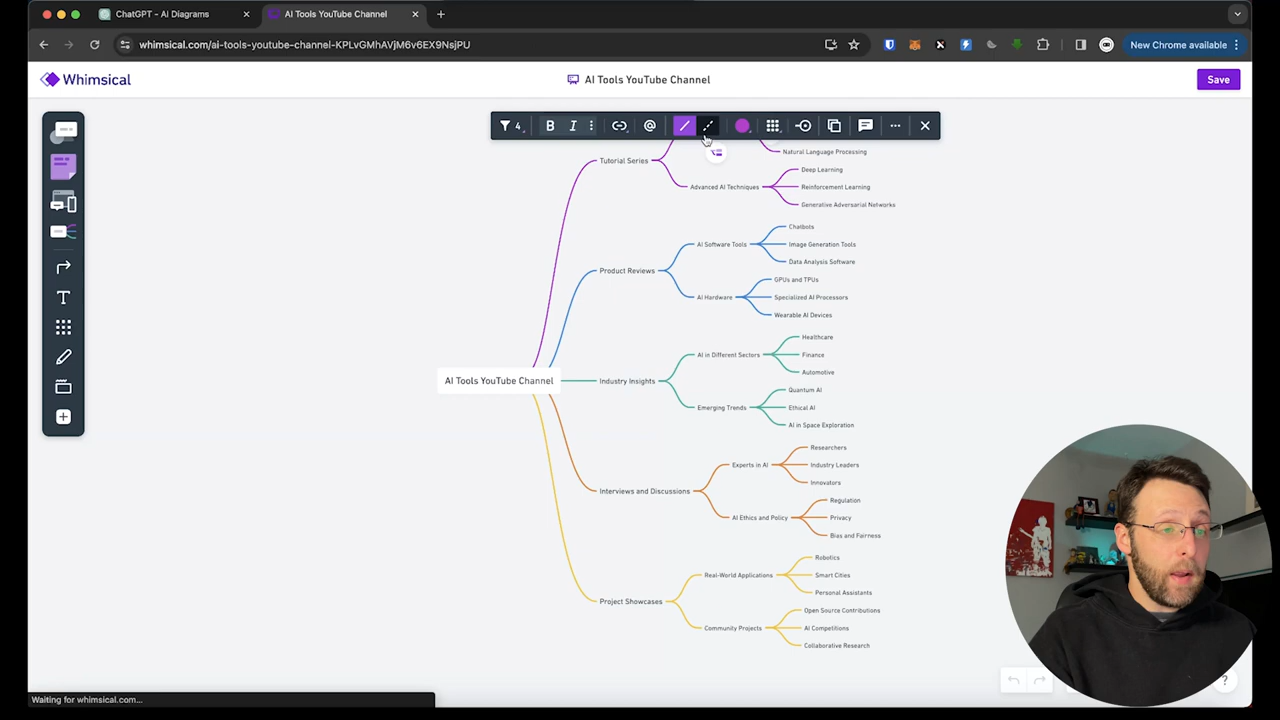 ChatGPT - AI Diagrams
AI Tools YouTube Channel
whimsical.com/ai-tools-youtube-channel-KPLvGMhAVjM6v6EX9NsjPU
New Chrome available
Whimsical
AI Tools YouTube Channel
Save
4
B
I
Natural Language Processing
Tutorial Series
Deep Learning
Advanced AI Techniques
Reinforcement Learning
Generative Adversarial Networks
Chatbots
AI Software Tools
Image Generation Tools
Data Analysis Software
Product Reviews
GPUs and TPUs
AI Hardware
Specialized AI Processors
Wearable AI Devices
Healthcare
AI in Different Sectors
Finance
Automotive
AI Tools YouTube Channel
Industry Insights
Quantum AI
Emerging Trends
Ethical AI
AI in Space Exploration
Researchers
Experts in AI
Industry Leaders
Innovators
Interviews and Discussions
Regulation
AI Ethics and Policy
Privacy
Bias and Fairness
Robotics
Real-World Applications
Smart Cities
Personal Assistants
Project Showcases
Open Source Contributions
Community Projects
AI Competitions
Collaborative Research
Waiting for whimsical.com...
?